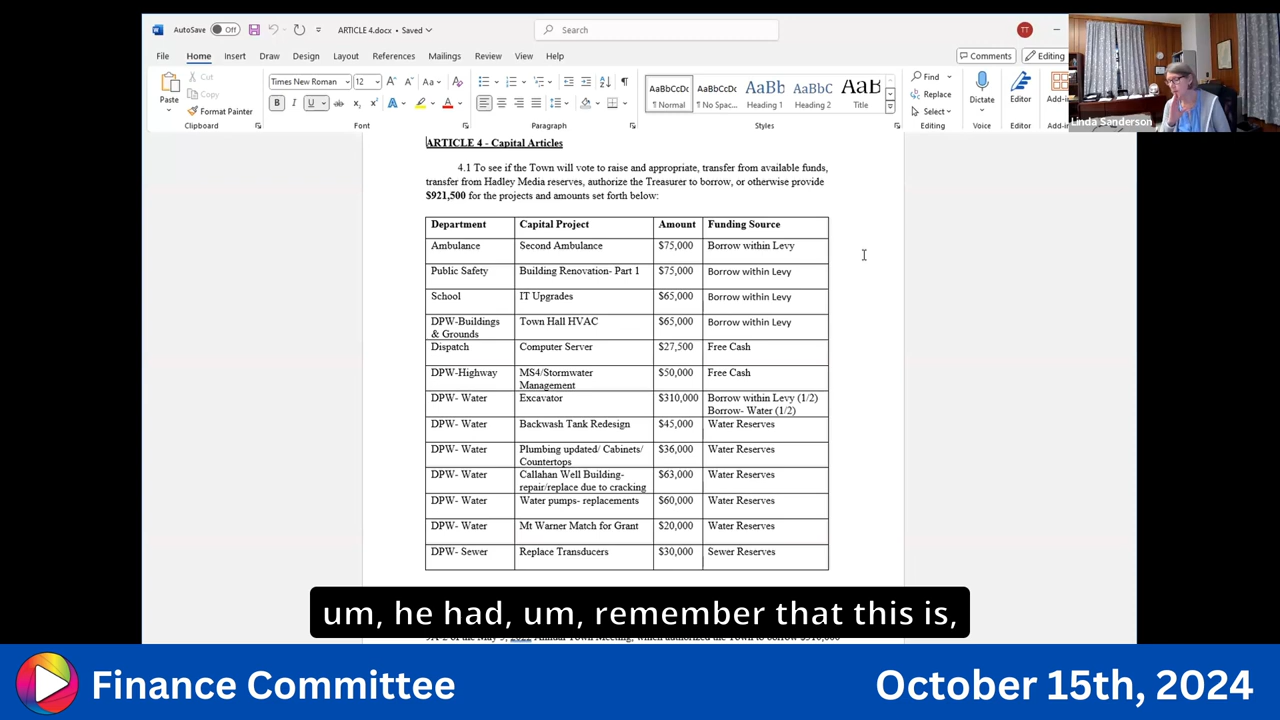 AutoSave Off ARTICLE 4.docx • Saved Search TT
File Home Insert Draw Design Layout References Mailings Review View Help Comments Editing
Paste Cut Copy Format Painter Times New Roman 12 Aa AaBbCcDc AaBbCcDc AaBb AaBbC AaB Find Replace Select Dictate Editor Add-ins
¶ Normal ¶ No Spac... Heading 1 Heading 2 Title
Clipboard Font Paragraph Styles Editing Voice Editor
Linda Sanderson
ARTICLE 4 - Capital Articles
4.1 To see if the Town will vote to raise and appropriate, transfer from available funds,
transfer from Hadley Media reserves, authorize the Treasurer to borrow, or otherwise provide
$921,500 for the projects and amounts set forth below:
Department Capital Project Amount Funding Source
Ambulance Second Ambulance $75,000 Borrow within Levy
Public Safety Building Renovation- Part 1 $75,000 Borrow within Levy
School IT Upgrades $65,000 Borrow within Levy
DPW-Buildings Town Hall HVAC $65,000 Borrow within Levy
& Grounds
Dispatch Computer Server $27,500 Free Cash
DPW-Highway MS4/Stormwater $50,000 Free Cash
Management
DPW- Water Excavator $310,000 Borrow within Levy (1/2)
Borrow- Water (1/2)
DPW- Water Backwash Tank Redesign $45,000 Water Reserves
DPW- Water Plumbing updated/ Cabinets/ $36,000 Water Reserves
Countertops
DPW- Water Callahan Well Building- $63,000 Water Reserves
repair/replace due to cracking
DPW- Water Water pumps- replacements $60,000 Water Reserves
DPW- Water Mt Warner Match for Grant $20,000 Water Reserves
DPW- Sewer Replace Transducers $30,000 Sewer Reserves
um, he had, um, remember that this is,
Finance Committee October 15th, 2024